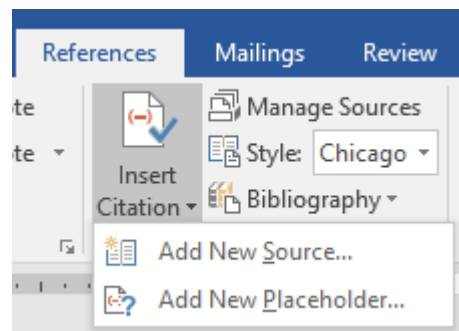 References Mailings Review
te Manage Sources
te Style: Chicago
Insert
Citation Bibliography
Add New Source...
Add New Placeholder...